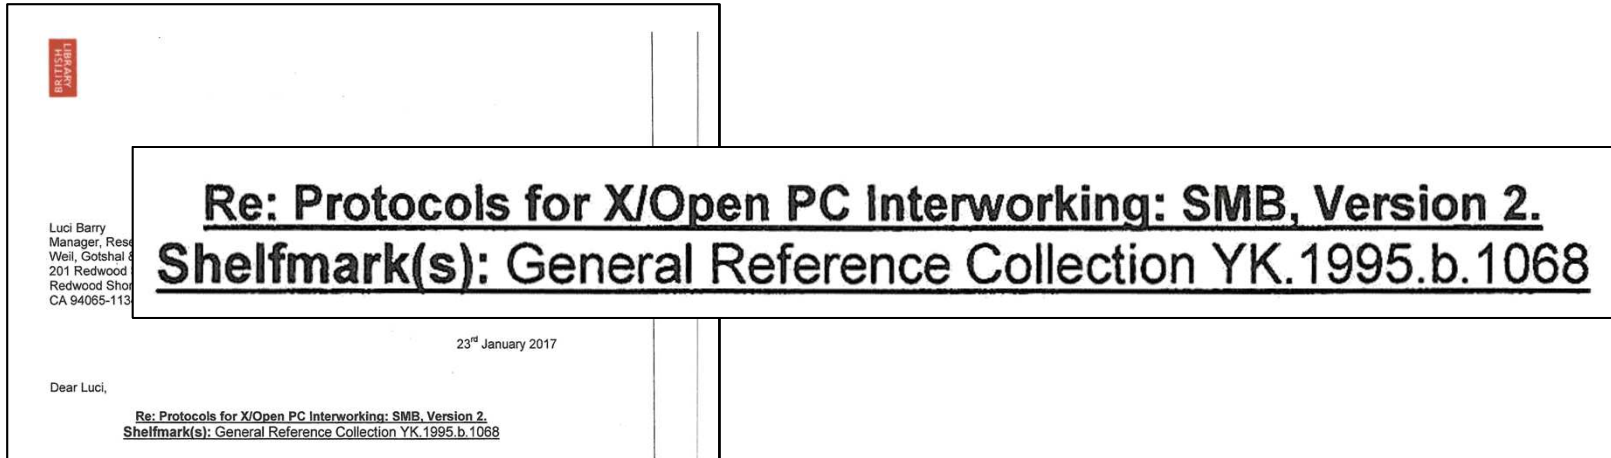 LIBRARY
HSITIRB
Re: Protocols for X/Open PC Interworking: SMB, Version 2.
Shelfmark(s): General Reference Collection YK.1995.b.1068
Luci Barry
Manager, Rese
Weil, Gotshal &
201 Redwood
Redwood Shor
CA 94065-113
23rd January 2017
Dear Luci,
Re: Protocols for X/Open PC Interworking: SMB, Version 2.
Shelfmark(s): General Reference Collection YK.1995.b.1068